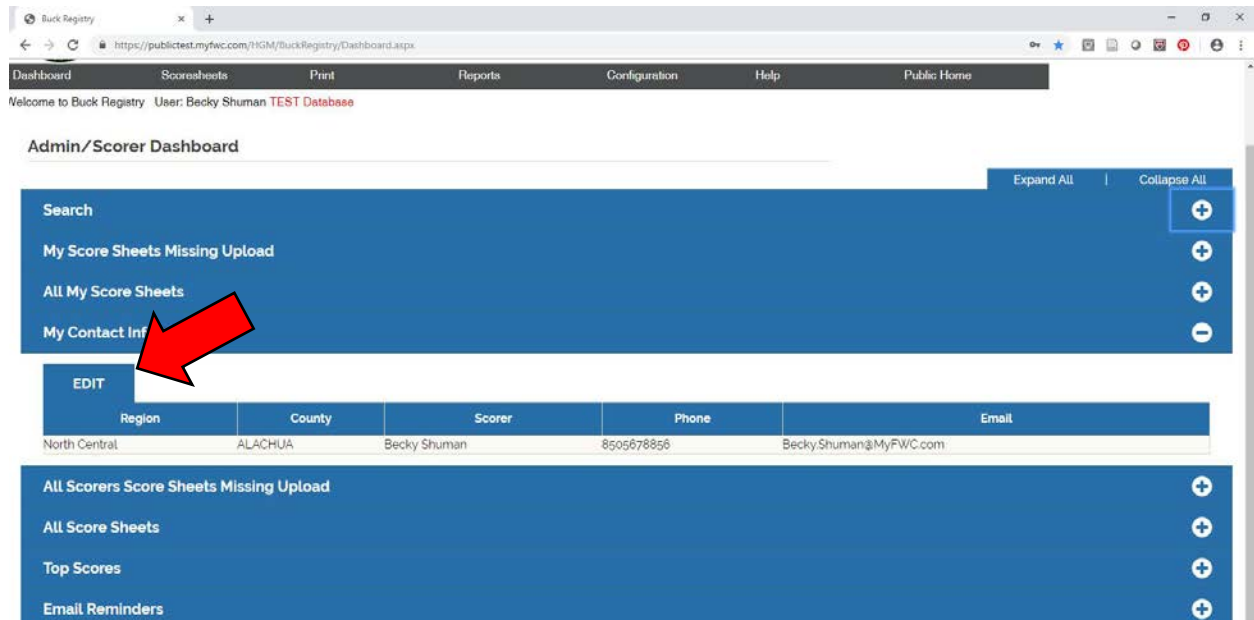 Buck Registry
https://publictest.myfwc.com/HGM/BuckRegistry/Dashboard.aspx
Dashboard Scoresheets Print Reports Configuration Help Public Home
Welcome to Buck Registry User: Becky Shuman TEST Database
Admin/Scorer Dashboard
Expand All | Collapse All
Search
My Score Sheets Missing Upload
All My Score Sheets
My Contact Inf
EDIT
Region County Scorer Phone Email
North Central ALACHUA Becky Shuman 8505678856 Becky.Shuman@MyFWC.com
All Scorers Score Sheets Missing Upload
All Score Sheets
Top Scores
Email Reminders